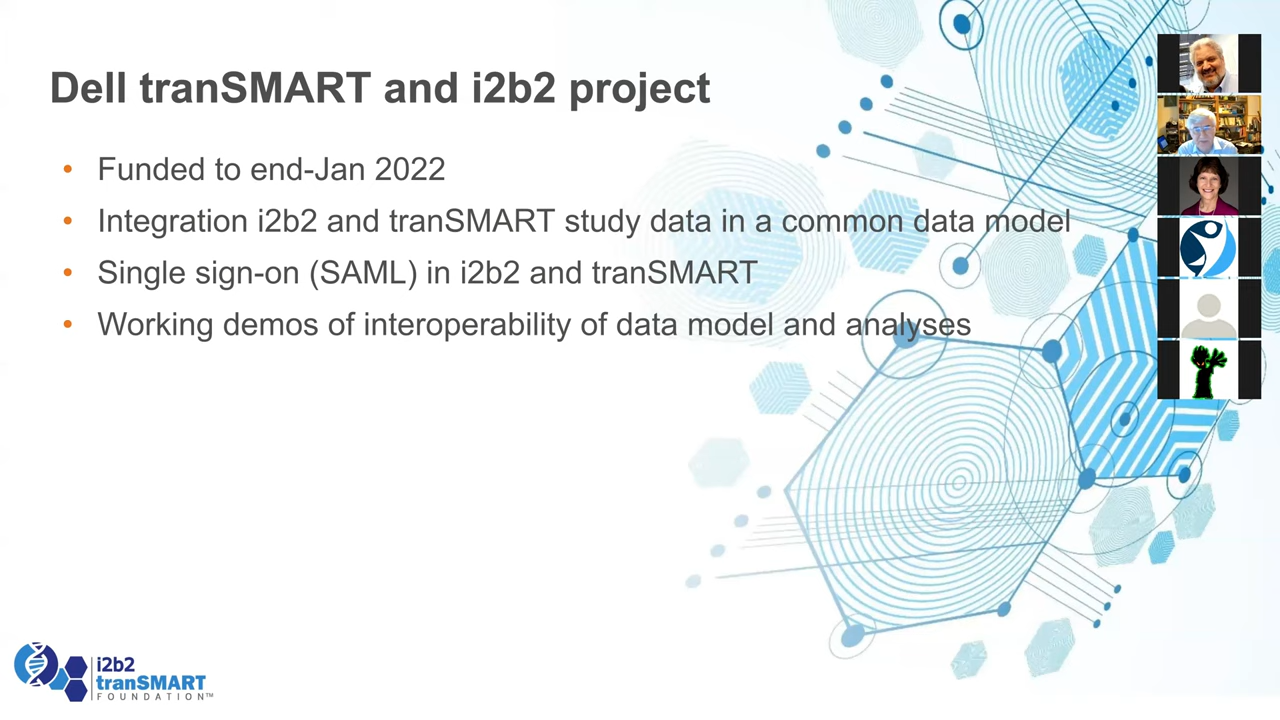 Dell tranSMART and i2b2 project
• Funded to end-Jan 2022
• Integration i2b2 and tranSMART study data in a common data model
• Single sign-on (SAML) in i2b2 and tranSMART
• Working demos of interoperability of data model and analyses
i2b2
tranSMART
FOUNDATION™